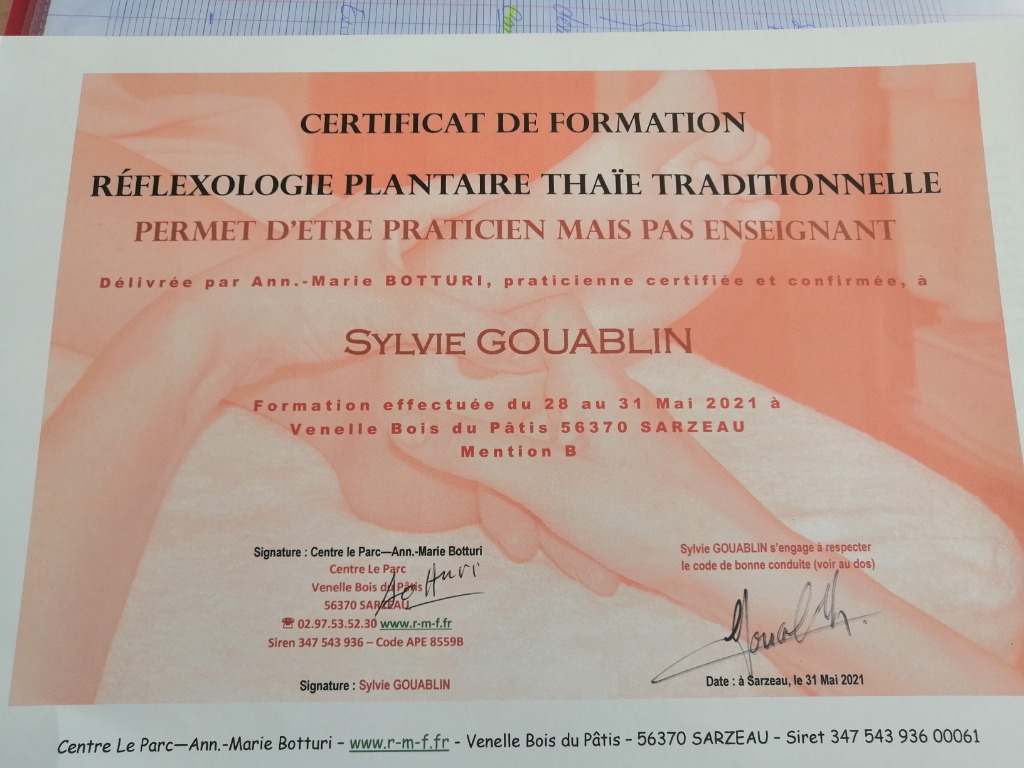 CERTIFICAT DE FORMATION
RÉFLEXOLOGIE PLANTAIRE THAÏE TRADITIONNELLE
PERMET D'ETRE PRATICIEN MAIS PAS ENSEIGNANT
Délivrée par Ann.-Marie BOTTURI, praticienne certifiée et confirmée, à
SYLVIE GOUABLIN
Formation effectuée du 28 au 31 Mai 2021 à
Venelle Bois du Pâtis 56370 SARZEAU
Mention B
Signature : Centre le Parc—Ann.-Marie Botturi
Centre Le Parc
Venelle Bois du Pâtis
56370 SARZEAU
☎ 02.97.53.52.30 www.r-m-f.fr
Siren 347 543 936 – Code APE 8559B
Signature : Sylvie GOUABLIN
Sylvie GOUABLIN s'engage à respecter
le code de bonne conduite (voir au dos)
Date : à Sarzeau, le 31 Mai 2021
Centre Le Parc—Ann.-Marie Botturi – www.r-m-f.fr - Venelle Bois du Pâtis – 56370 SARZEAU – Siret 347 543 936 00061